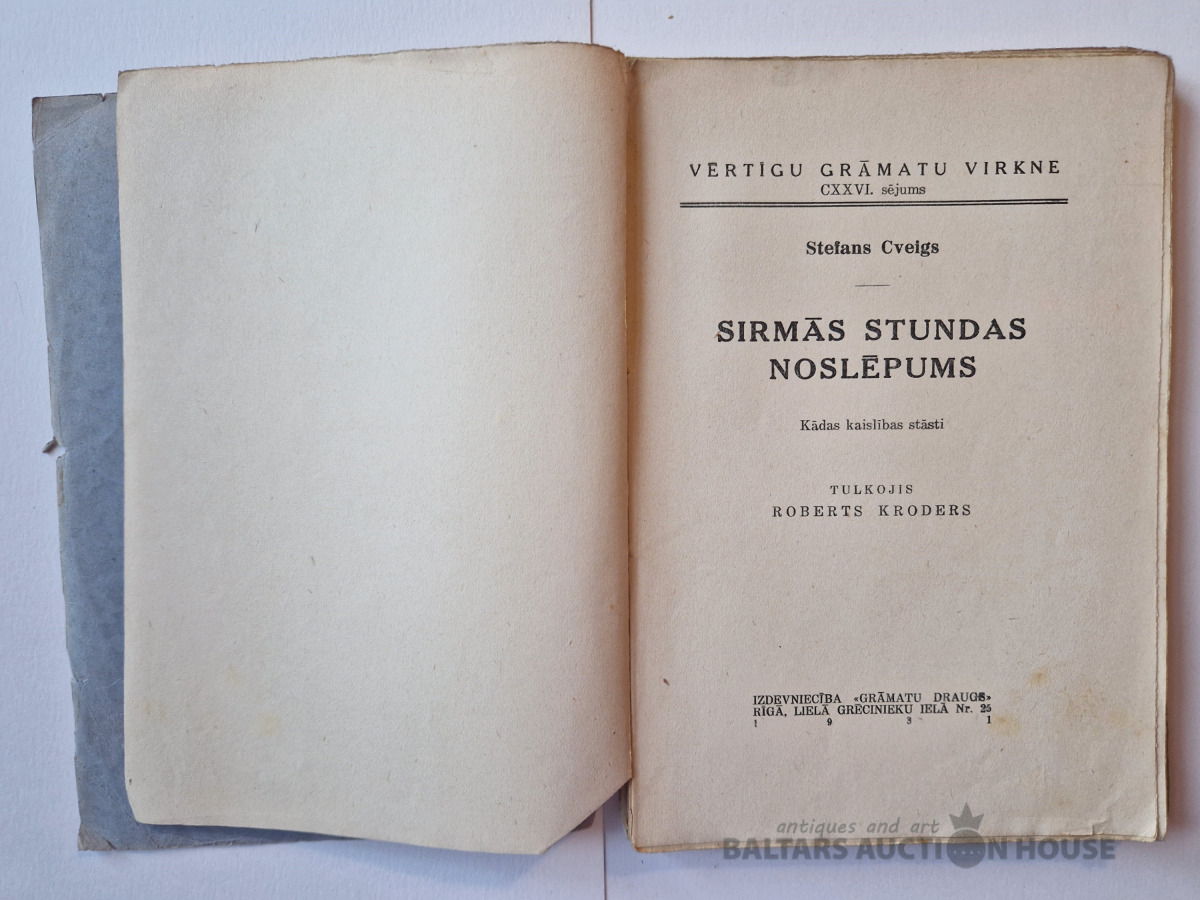 VĒRTĪGU GRĀMATU VIRKNE
CXXVI. sējums
Stefans Cveigs
SIRMĀS STUNDAS
NOSLĒPUMS
Kādas kaislības stāsti
TULKOJIS
ROBERTS KRODERS
IZDEVNIECĪBA «GRĀMATU DRAUGS»
RĪGĀ, LIELĀ GRĒCINIEKU IELĀ Nr. 25
1 9 3 1
antiques and art
BALTARS AUCTION HOUSE